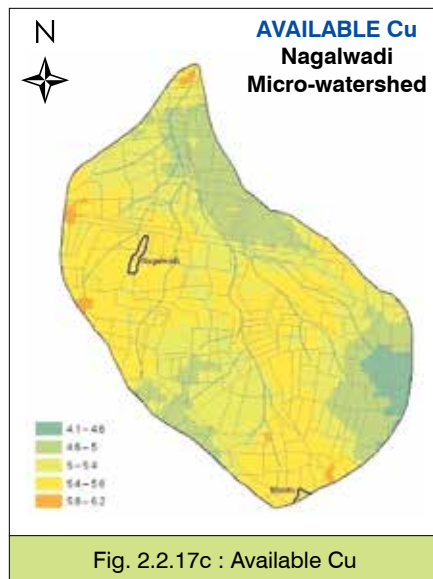 N
AVAILABLE Cu
Nagalwadi
Micro-watershed
Nagalwadi
4.1 – 4.6
4.6 – 5
5 – 5.4
5.4 – 5.8
5.8 – 6.2
Fig. 2.2.17c : Available Cu